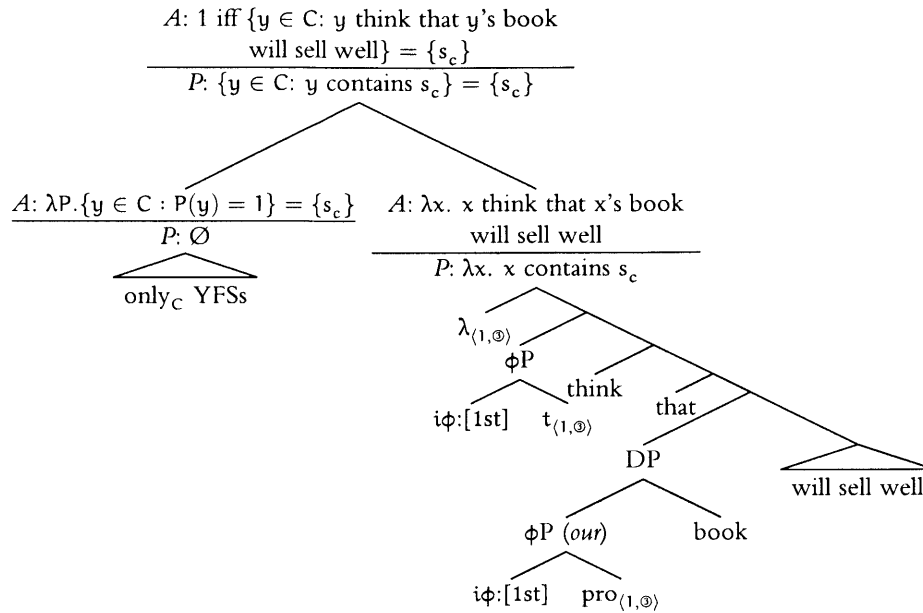 A: 1 iff {y ∈ C: y think that y's book
will sell well} = {s_c}
P: {y ∈ C: y contains s_c} = {s_c}
A: λP.{y ∈ C : P(y) = 1} = {s_c}
P: Ø
only_C YFSs
A: λx. x think that x's book
will sell well
P: λx. x contains s_c
λ⟨1,③⟩
ϕP
iϕ:[1st] t⟨1,③⟩
think
that
DP
will sell well
ϕP (our) book
iϕ:[1st] pro⟨1,③⟩